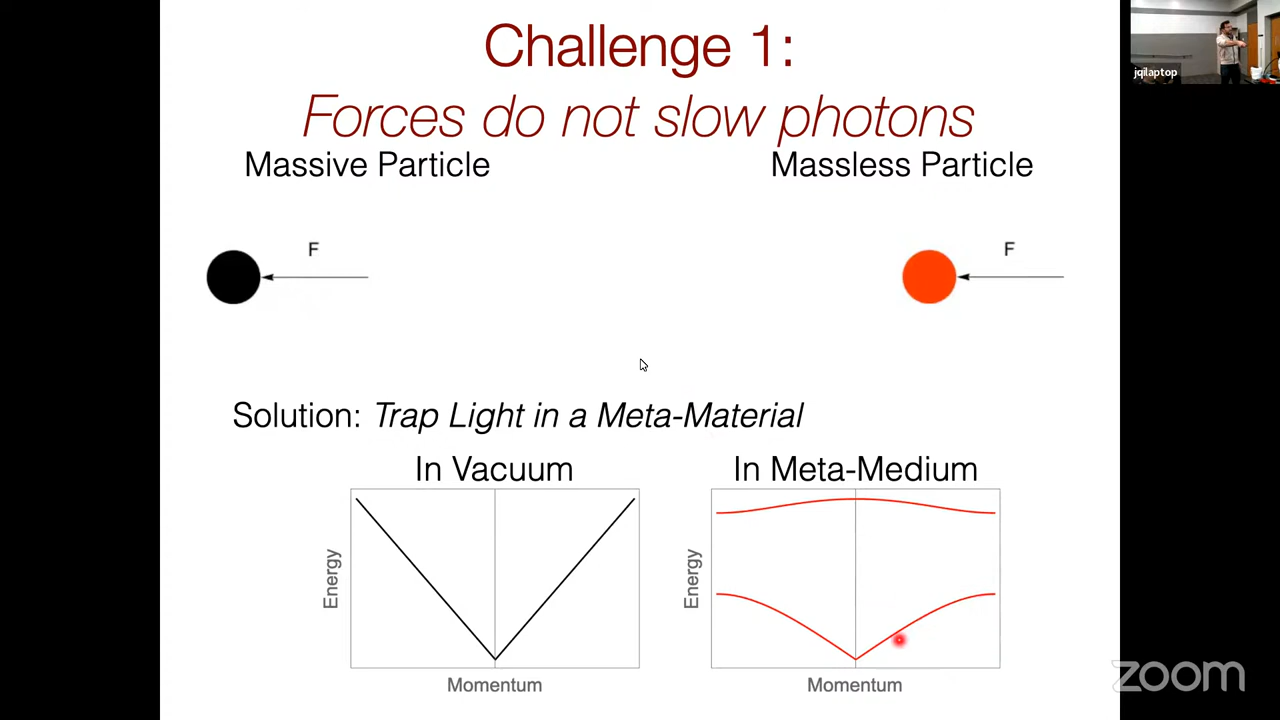 Challenge 1:
Forces do not slow photons
Massive Particle
Massless Particle
F
F
Solution: Trap Light in a Meta-Material
In Vacuum
In Meta-Medium
Energy
Momentum
Energy
Momentum
jqilaptop
zoom